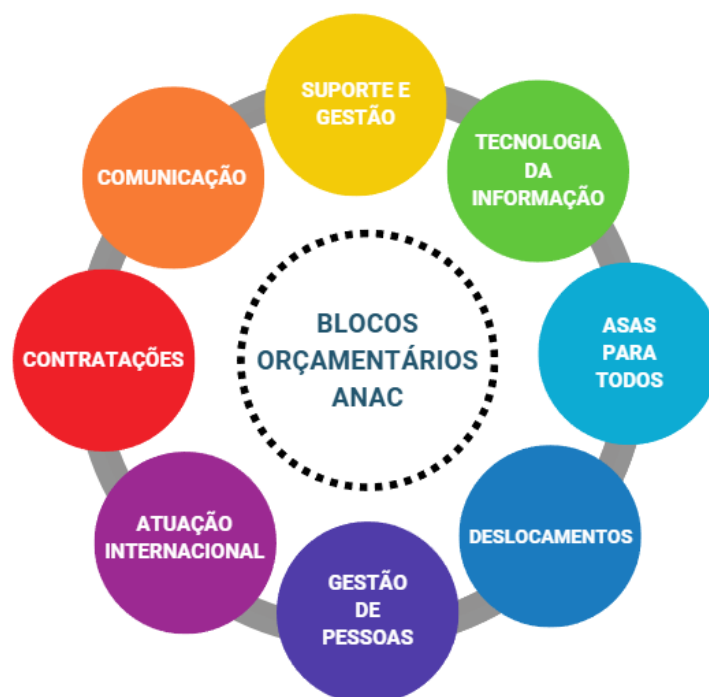 SUPORTE E
GESTÃO
TECNOLOGIA
DA
INFORMAÇÃO
ASAS
PARA
TODOS
DESLOCAMENTOS
GESTÃO
DE
PESSOAS
ATUAÇÃO
INTERNACIONAL
CONTRATAÇÕES
COMUNICAÇÃO
BLOCOS
ORÇAMENTÁRIOS
ANAC